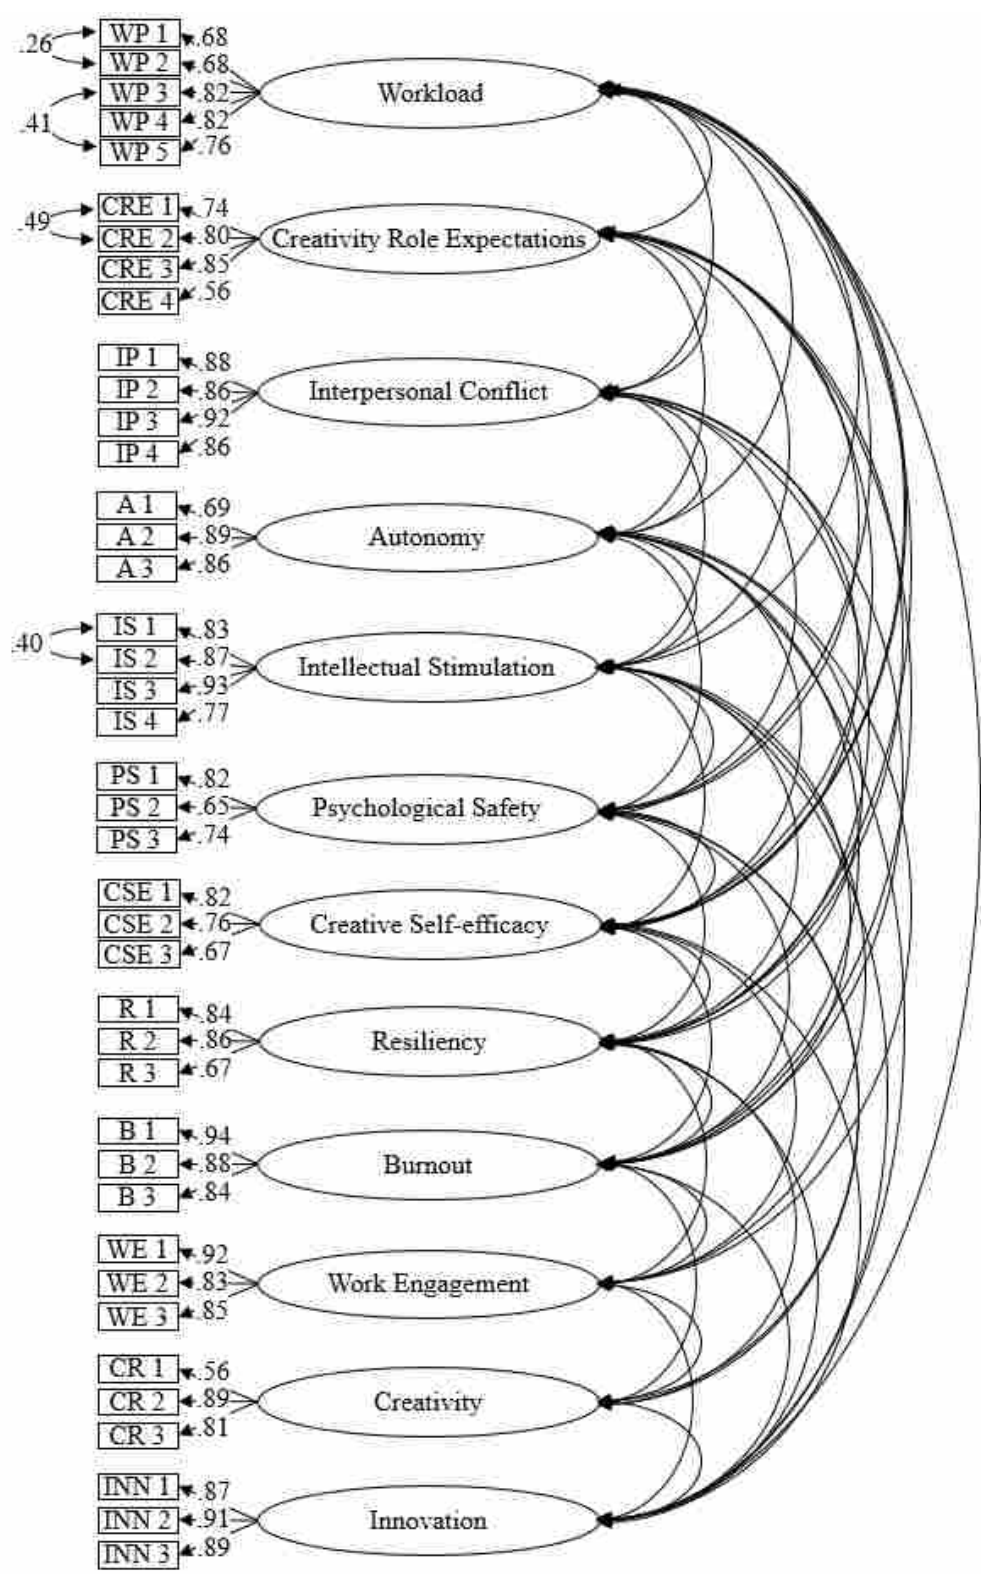 WP 1 .68
.26
WP 2 .68
WP 3 .82 Workload
WP 4 .82
.41
WP 5 .76
CRE 1 .74
.49
CRE 2 .80 Creativity Role Expectations
CRE 3 .85
CRE 4 .56
IP 1 .88
IP 2 .86 Interpersonal Conflict
IP 3 .92
IP 4 .86
A 1 .69
A 2 .89 Autonomy
A 3 .86
IS 1 .83
.40
IS 2 .87 Intellectual Stimulation
IS 3 .93
IS 4 .77
PS 1 .82
PS 2 .65 Psychological Safety
PS 3 .74
CSE 1 .82
CSE 2 .76 Creative Self-efficacy
CSE 3 .67
R 1 .84
R 2 .86 Resiliency
R 3 .67
B 1 .94
B 2 .88 Burnout
B 3 .84
WE 1 .92
WE 2 .83 Work Engagement
WE 3 .85
CR 1 .56
CR 2 .89 Creativity
CR 3 .81
INN 1 .87
INN 2 .91 Innovation
INN 3 .89